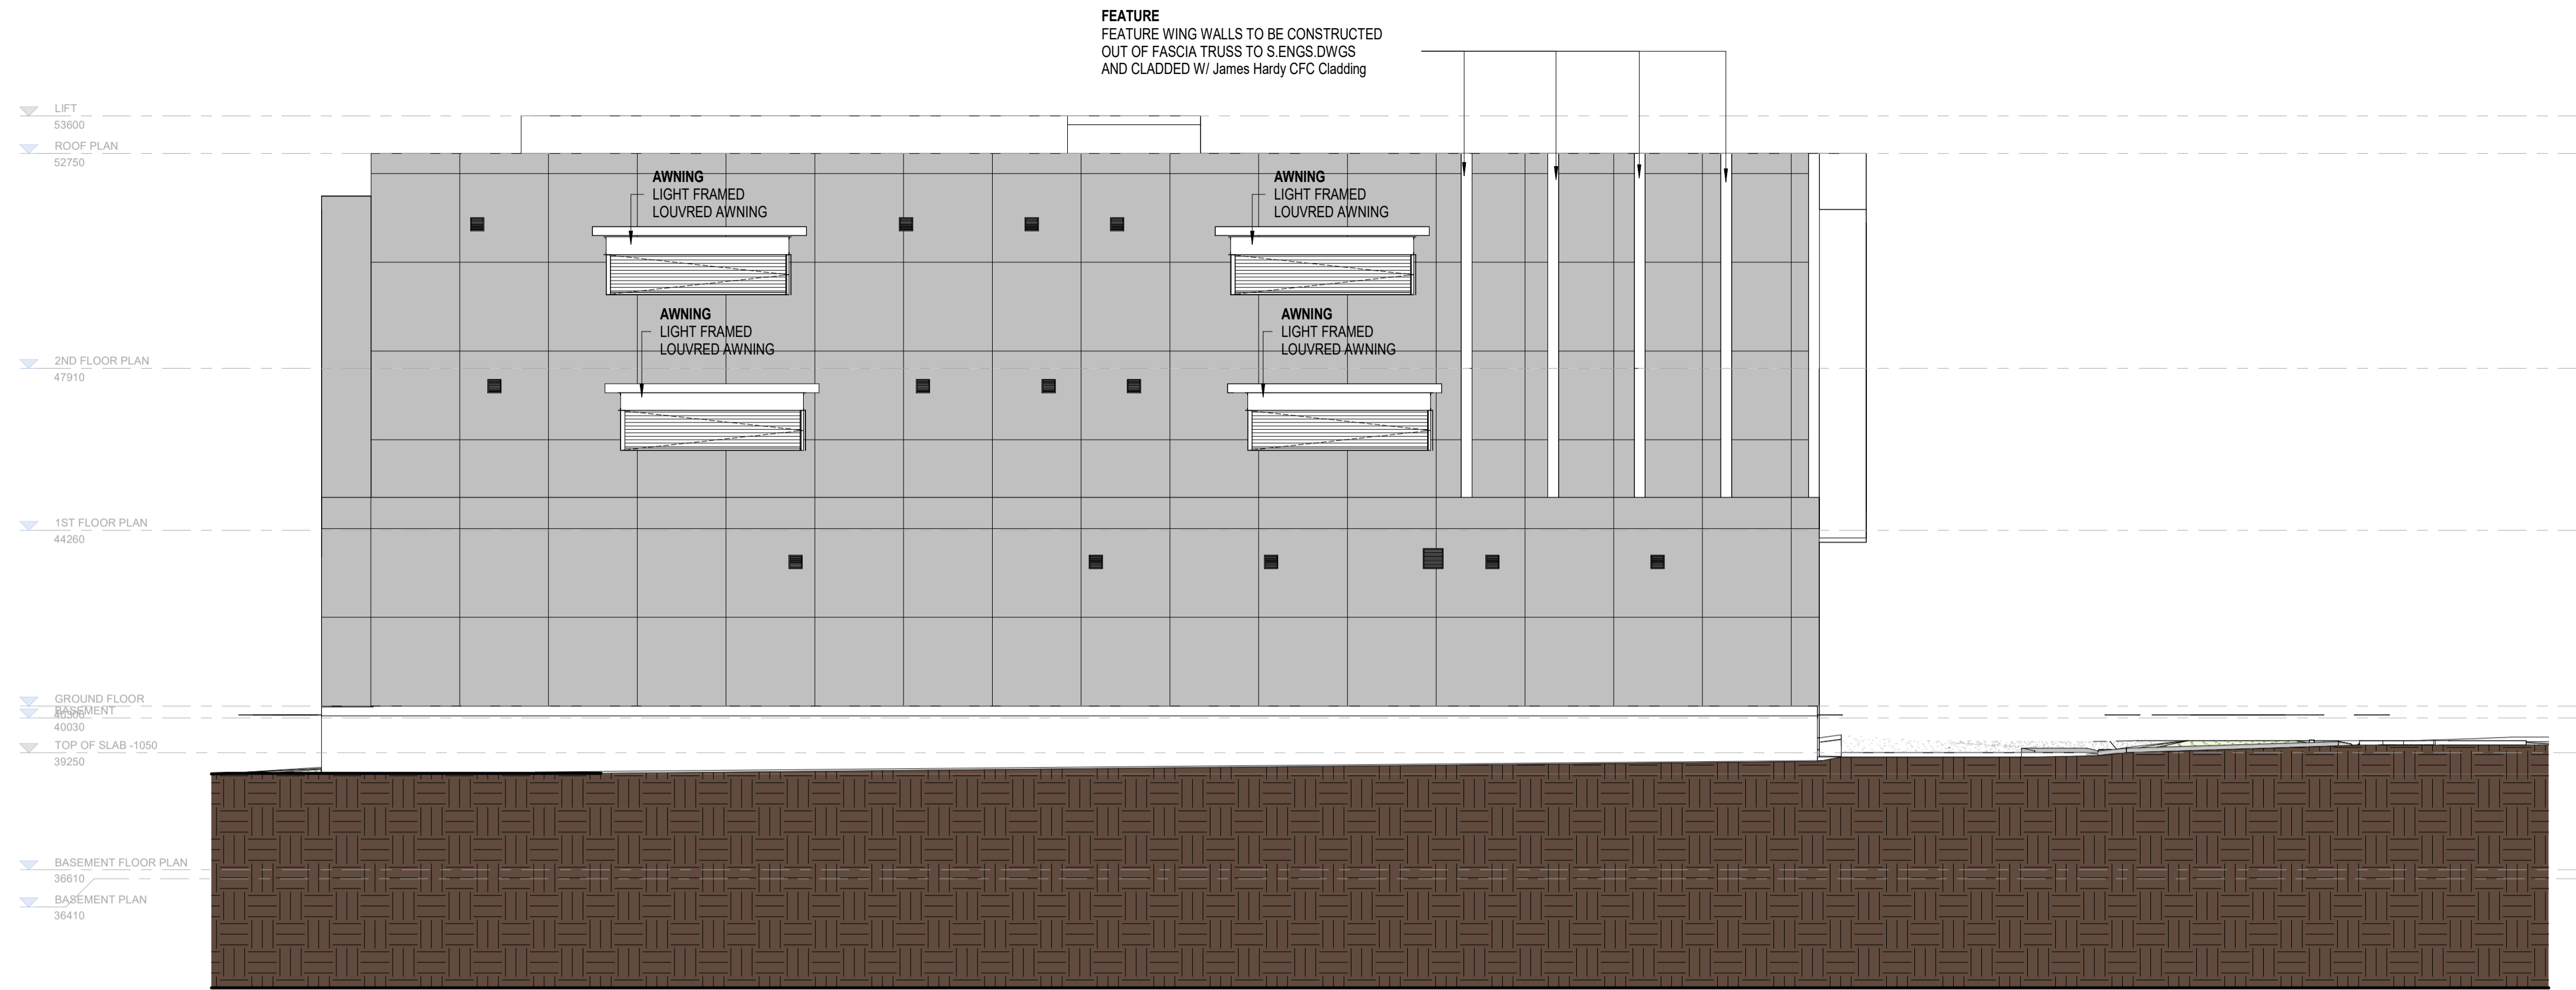 FEATURE
FEATURE WING WALLS TO BE CONSTRUCTED
OUT OF FASCIA TRUSS TO S.ENGS.DWGS
AND CLADDED W/ James Hardy CFC Cladding
LIFT
53600
ROOF PLAN
52750
AWNING
LIGHT FRAMED
LOUVRED AWNING
AWNING
LIGHT FRAMED
LOUVRED AWNING
AWNING
LIGHT FRAMED
LOUVRED AWNING
AWNING
LIGHT FRAMED
LOUVRED AWNING
2ND FLOOR PLAN
47910
1ST FLOOR PLAN
44260
GROUND FLOOR
40300
BASEMENT
40030
TOP OF SLAB -1050
39250
BASEMENT FLOOR PLAN
36610
BASEMENT PLAN
36410